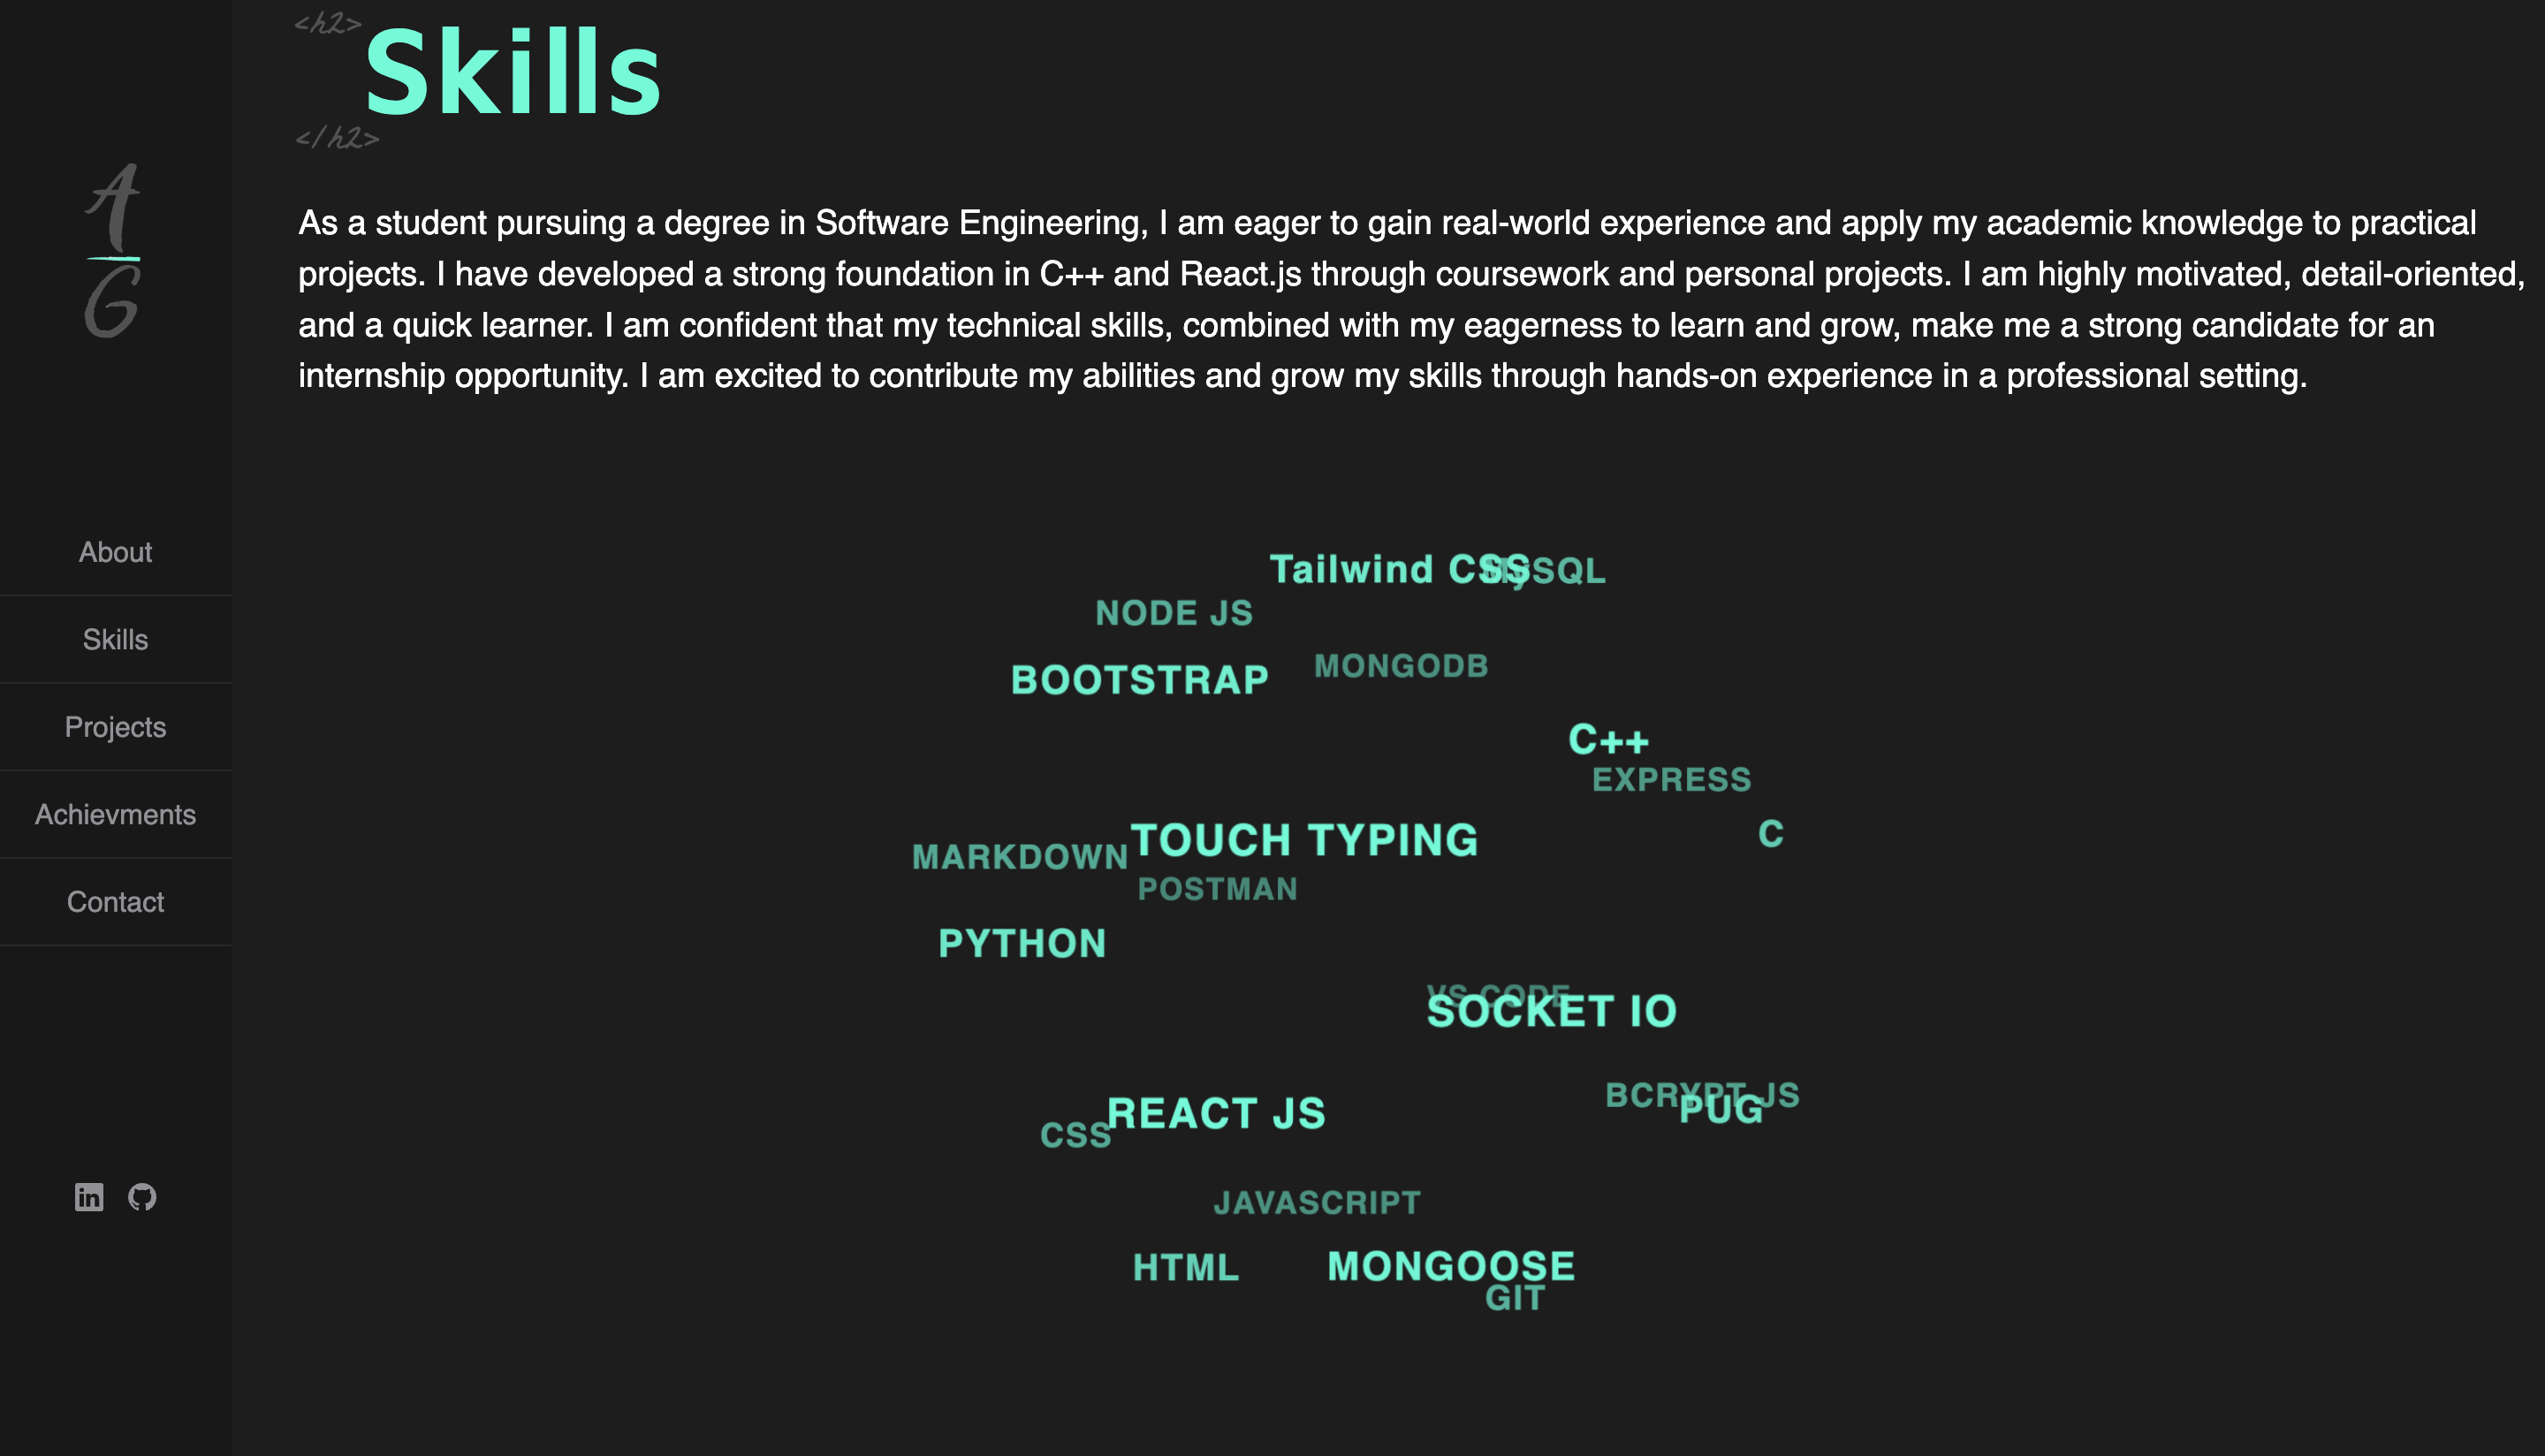 A
G
About
Skills
Projects
Achievments
Contact
<h2>
Skills
</h2>
As a student pursuing a degree in Software Engineering, I am eager to gain real-world experience and apply my academic knowledge to practical
projects. I have developed a strong foundation in C++ and React.js through coursework and personal projects. I am highly motivated, detail-oriented,
and a quick learner. I am confident that my technical skills, combined with my eagerness to learn and grow, make me a strong candidate for an
internship opportunity. I am excited to contribute my abilities and grow my skills through hands-on experience in a professional setting.
Tailwind CSS
MySQL
NODE JS
MONGODB
BOOTSTRAP
C++
EXPRESS
C
TOUCH TYPING
MARKDOWN
POSTMAN
PYTHON
VS CODE
SOCKET IO
BCRYPT JS
PUG
REACT JS
CSS
JAVASCRIPT
HTML
MONGOOSE
GIT